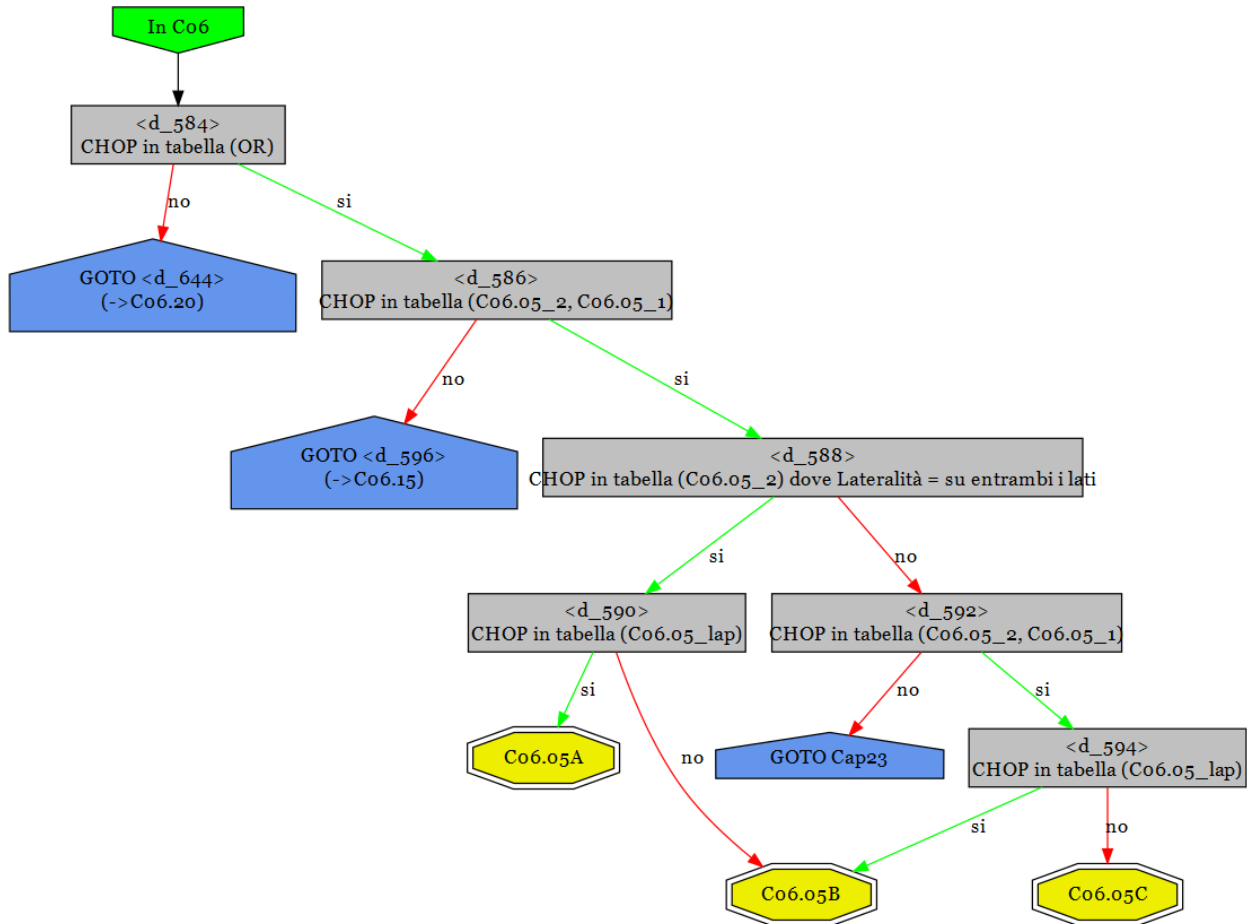 In C06
<d_584>
CHOP in tabella (OR)
no
si
GOTO <d_644>
(->C06.20)
<d_586>
CHOP in tabella (C06.05_2, C06.05_1)
no
si
GOTO <d_596>
(->C06.15)
<d_588>
CHOP in tabella (C06.05_2) dove Lateralità = su entrambi i lati
si
no
<d_590>
CHOP in tabella (C06.05_lap)
<d_592>
CHOP in tabella (C06.05_2, C06.05_1)
si
no
no
si
C06.05A
GOTO Cap23
<d_594>
CHOP in tabella (C06.05_lap)
si
no
C06.05B
C06.05C